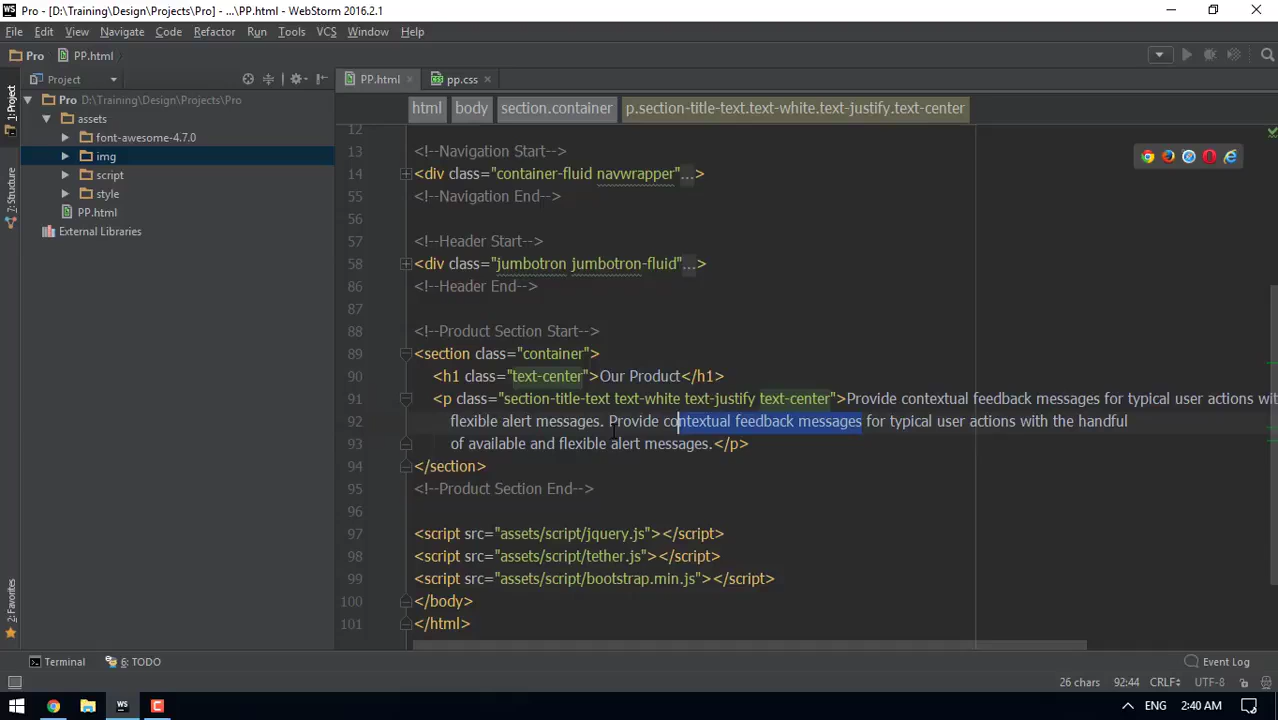 Pro - [D:\Training\Design\Projects\Pro] - ...\PP.html - WebStorm 2016.2.1
File Edit View Navigate Code Refactor Run Tools VCS Window Help
Pro PP.html
Project
PP.html pp.css
Pro D:\Training\Design\Projects\Pro
assets
font-awesome-4.7.0
img
script
style
PP.html
External Libraries
1: Project
7: Structure
2: Favorites
html body section.container p.section-title-text.text-white.text-justify.text-center
12
13 <!--Navigation Start-->
14 <div class="container-fluid navwrapper"...>
55 <!--Navigation End-->
56
57 <!--Header Start-->
58 <div class="jumbotron jumbotron-fluid"...>
86 <!--Header End-->
87
88 <!--Product Section Start-->
89 <section class="container">
90 <h1 class="text-center">Our Product</h1>
91 <p class="section-title-text text-white text-justify text-center">Provide contextual feedback messages for typical user actions wit
92 flexible alert messages. Provide contextual feedback messages for typical user actions with the handful
93 of available and flexible alert messages.</p>
94 </section>
95 <!--Product Section End-->
96
97 <script src="assets/script/jquery.js"></script>
98 <script src="assets/script/tether.js"></script>
99 <script src="assets/script/bootstrap.min.js"></script>
100 </body>
101 </html>
Terminal 6: TODO Event Log
26 chars 92:44 CRLF UTF-8
WS C ENG 2:40 AM